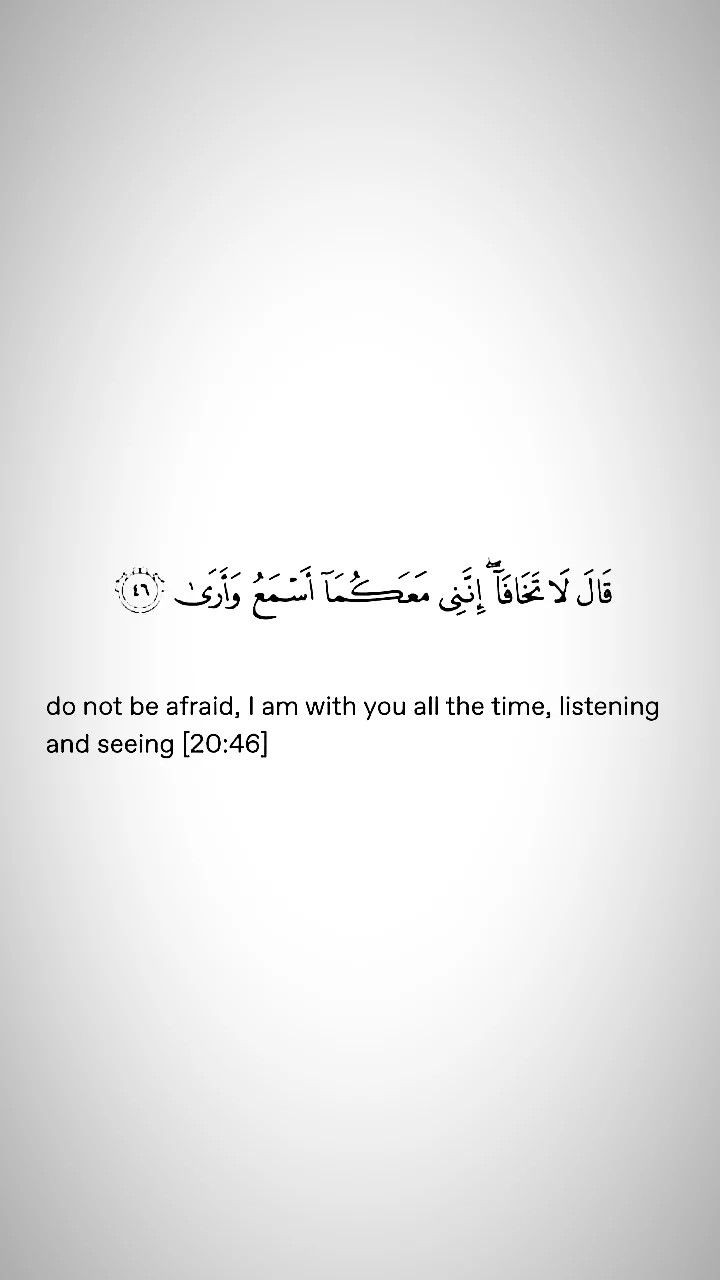 قَالَ لَا تَخَافَآ ۖ إِنَّنِى مَعَكُمَآ أَسْمَعُ وَأَرَىٰ ٤٦
do not be afraid, I am with you all the time, listening
and seeing [20:46]